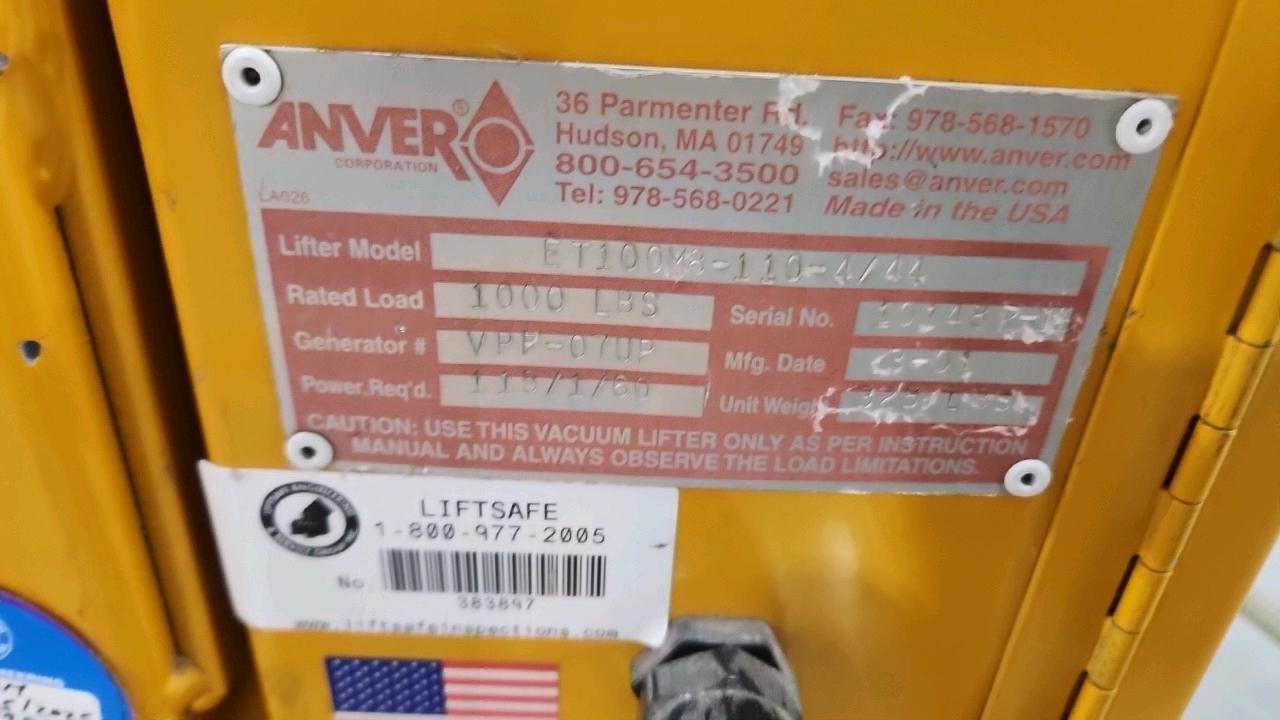 ANVER®
CORPORATION
LA026
36 Parmenter Rd.
Hudson, MA 01749
800-654-3500
Tel: 978-568-0221
Fax: 978-568-1570
http://www.anver.com
sales@anver.com
Made in the USA
Lifter Model ET100M8-110-4/44
Rated Load 1000 LBS
Serial No.
Generator # VPP-07UP
Mfg. Date
Power.Req'd. 115/1/60
Unit Weight
CAUTION: USE THIS VACUUM LIFTER ONLY AS PER INSTRUCTION
MANUAL AND ALWAYS OBSERVE THE LOAD LIMITATIONS.
LIFTSAFE
1-800-977-2005
No 383897
www.liftsafeinspections.com